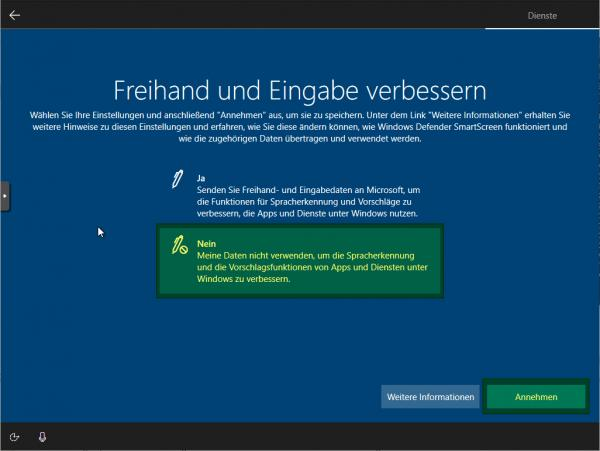 Dienste
Freihand und Eingabe verbessern
Wählen Sie Ihre Einstellungen und anschließend "Annehmen" aus, um sie zu speichern. Unter dem Link "Weitere Informationen" erhalten Sie
weitere Hinweise zu diesen Einstellungen und erfahren, wie Sie diese ändern können, wie Windows Defender SmartScreen funktioniert und
wie die zugehörigen Daten übertragen und verwendet werden.
Ja
Senden Sie Freihand- und Eingabedaten an Microsoft, um
die Funktionen für Spracherkennung und Vorschläge zu
verbessern, die Apps und Dienste unter Windows nutzen.
Nein
Meine Daten nicht verwenden, um die Spracherkennung
und die Vorschlagsfunktionen von Apps und Diensten unter
Windows zu verbessern.
Weitere Informationen
Annehmen